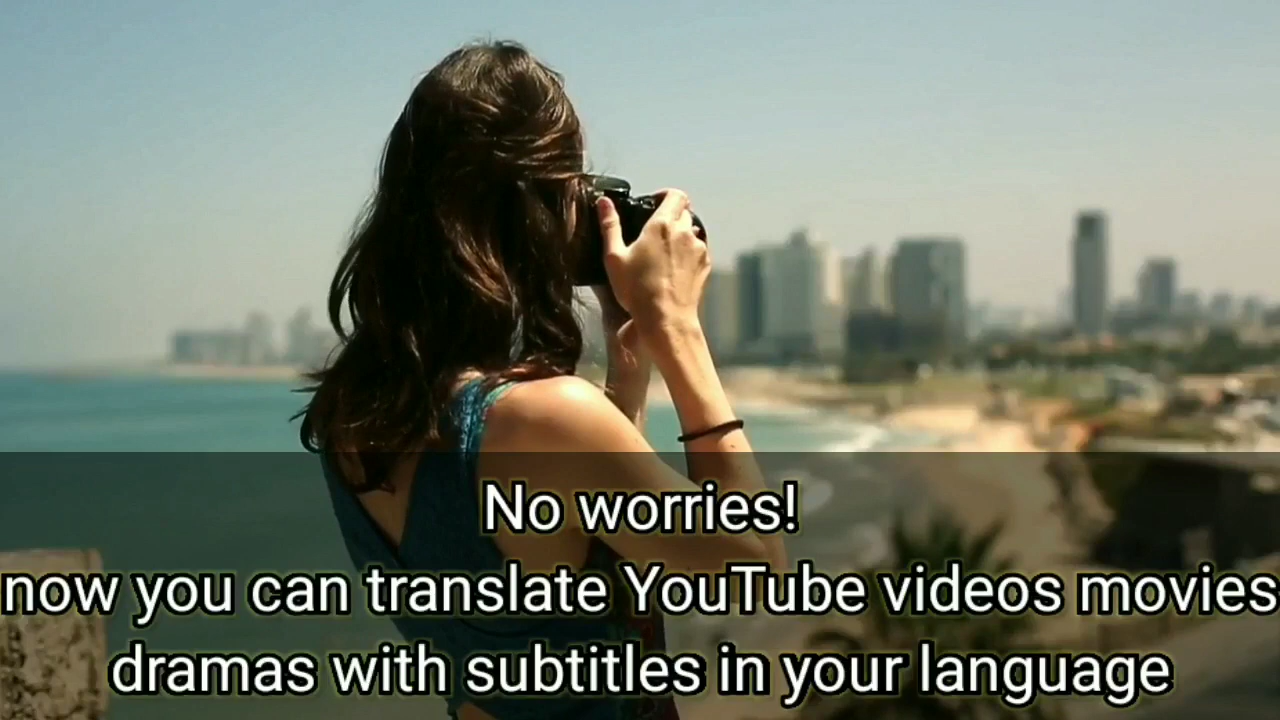 No worries!
now you can translate YouTube videos movies
dramas with subtitles in your language